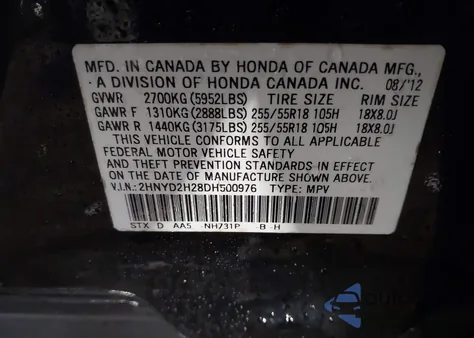 MFD. IN CANADA BY HONDA OF CANADA MFG.,
A DIVISION OF HONDA CANADA INC. 08/'12
GVWR 2700KG (5952LBS) TIRE SIZE RIM SIZE
GAWR F 1310KG (2888LBS) 255/55R18 105H 18X8.0J
GAWR R 1440KG (3175LBS) 255/55R18 105H 18X8.0J
THIS VEHICLE CONFORMS TO ALL APPLICABLE
FEDERAL MOTOR VEHICLE SAFETY
AND THEFT PREVENTION STANDARDS IN EFFECT
ON THE DATE OF MANUFACTURE SHOWN ABOVE.
V.I.N.: 2HNYD2H28DH500976 TYPE: MPV
STX D AA5 NH731P B H